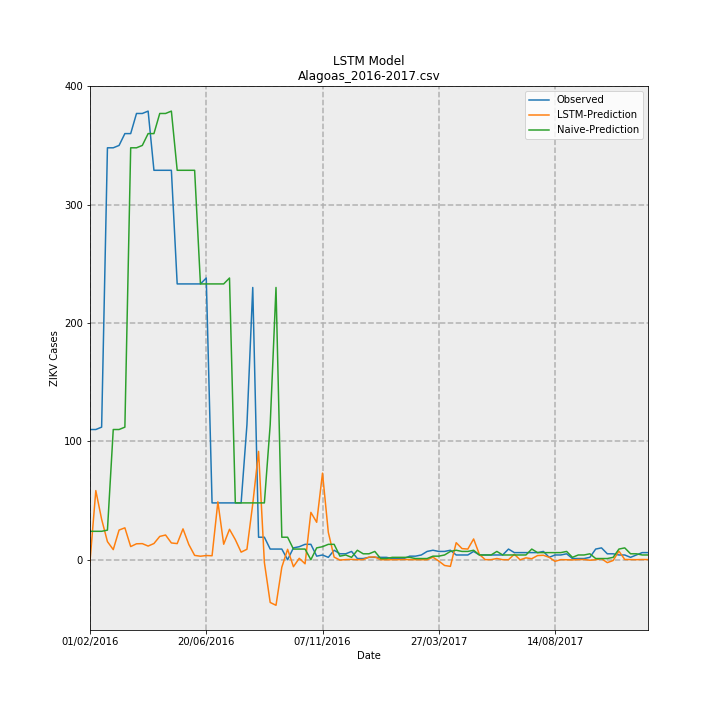 LSTM Model
Alagoas_2016-2017.csv
Observed
LSTM-Prediction
Naive-Prediction
400
300
200
100
0
ZIKV Cases
01/02/2016 20/06/2016 07/11/2016 27/03/2017 14/08/2017
Date